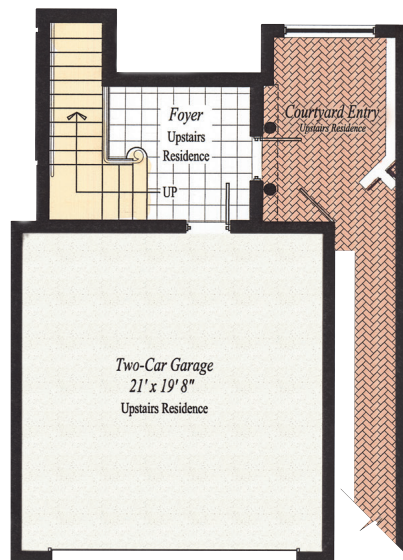 Foyer
Upstairs
Residence
Courtyard Entry
Upstairs Residence
UP
Two-Car Garage
21' x 19' 8"
Upstairs Residence